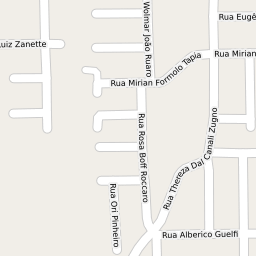 Rua Eugê
Wolmar João Ruaro
uiz Zanette
Rua Mirian
Rua Mirian Formolo Tapia
Rua Rosa Boff Roccaro
Rua Thereza Dal Canali Zugno
Rua Ori Pinheiro
Rua Alberico Guelfi